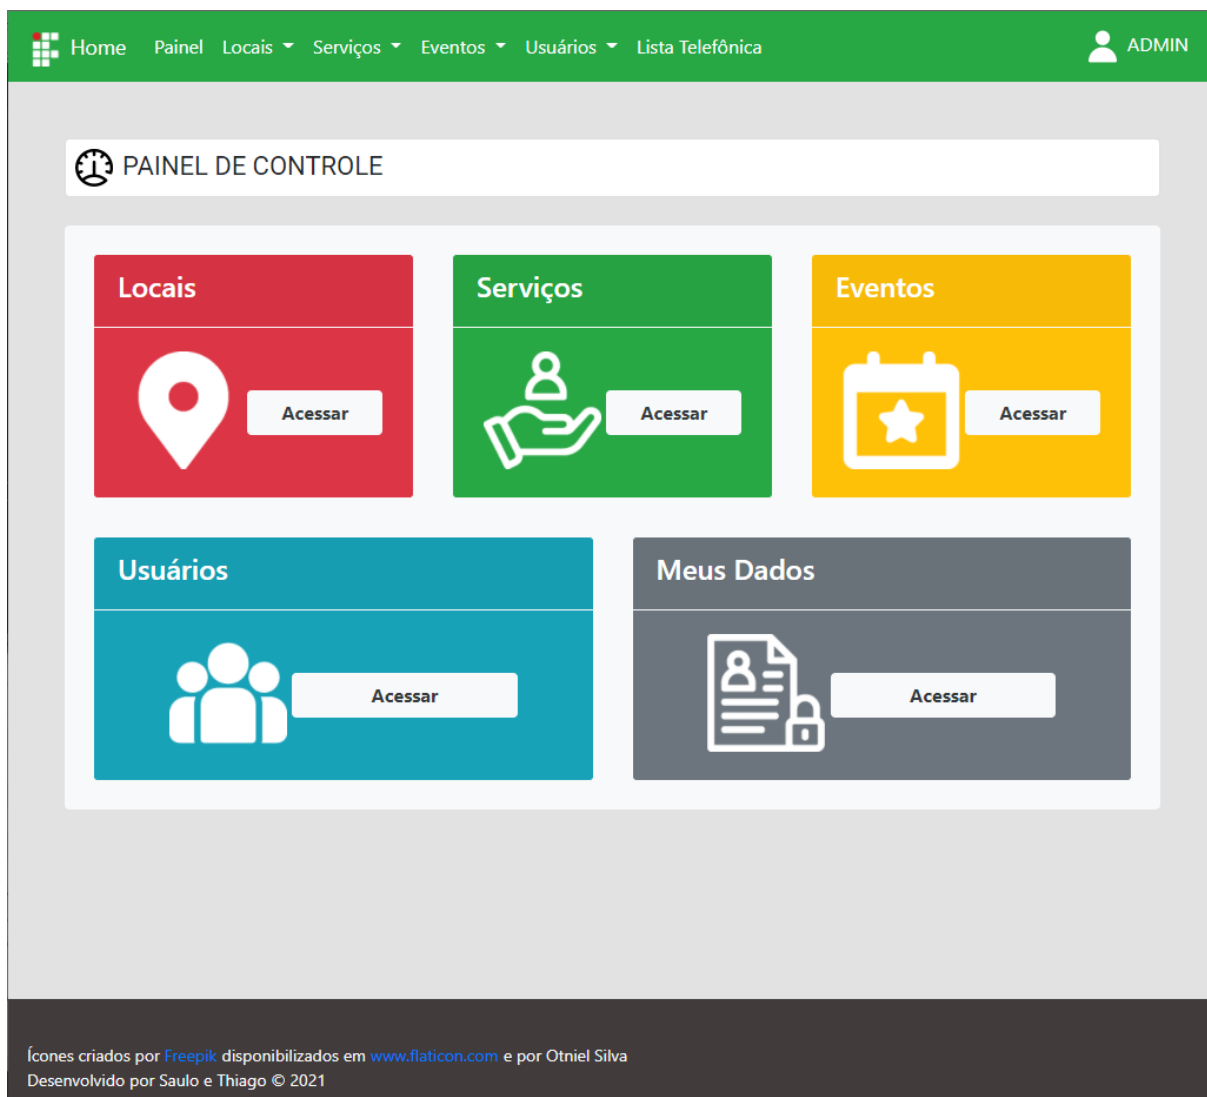 Home Painel Locais Serviços Eventos Usuários Lista Telefônica ADMIN
PAINEL DE CONTROLE
Locais
Acessar
Serviços
Acessar
Eventos
Acessar
Usuários
Acessar
Meus Dados
Acessar
Ícones criados por Freepik disponibilizados em www.flaticon.com e por Otniel Silva
Desenvolvido por Saulo e Thiago © 2021